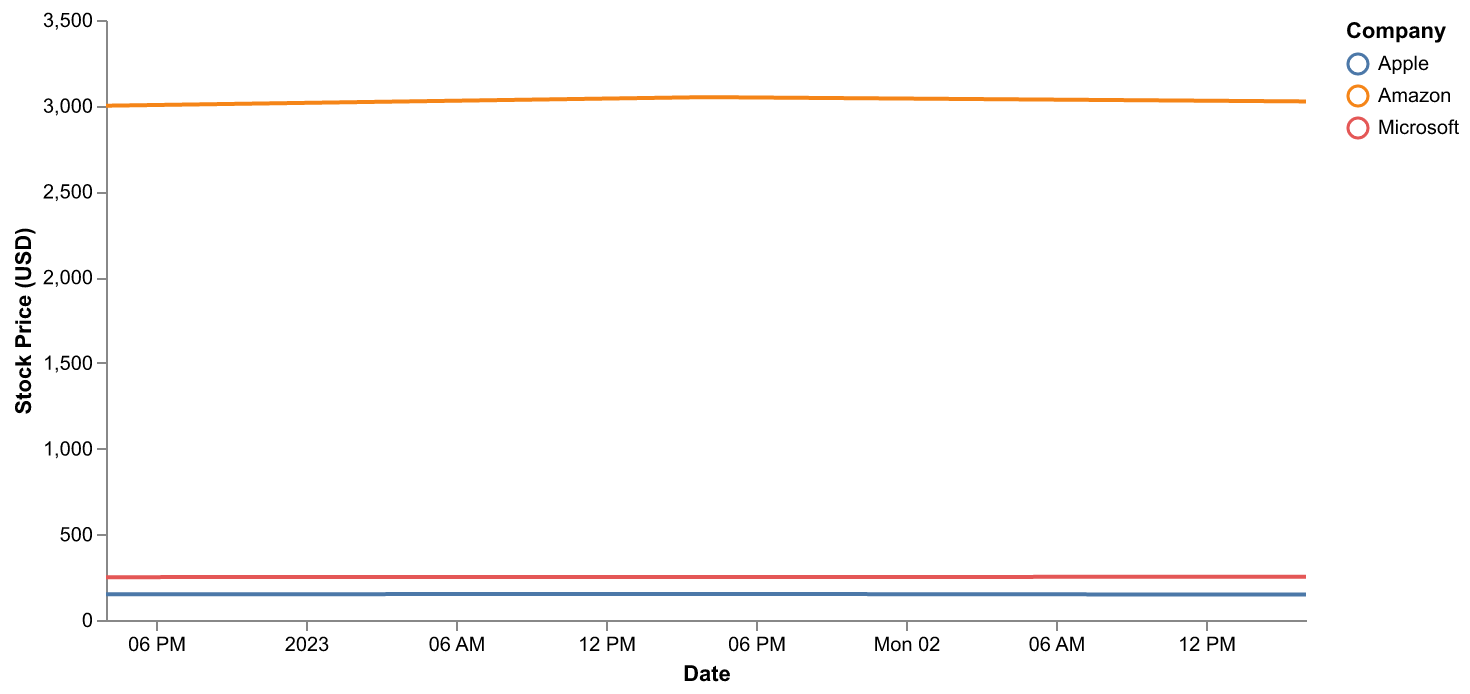 3,500
3,000
2,500
2,000
1,500
1,000
500
0
Stock Price (USD)
06 PM
2023
06 AM
12 PM
06 PM
Mon 02
06 AM
12 PM
Date
Company
Apple
Amazon
Microsoft